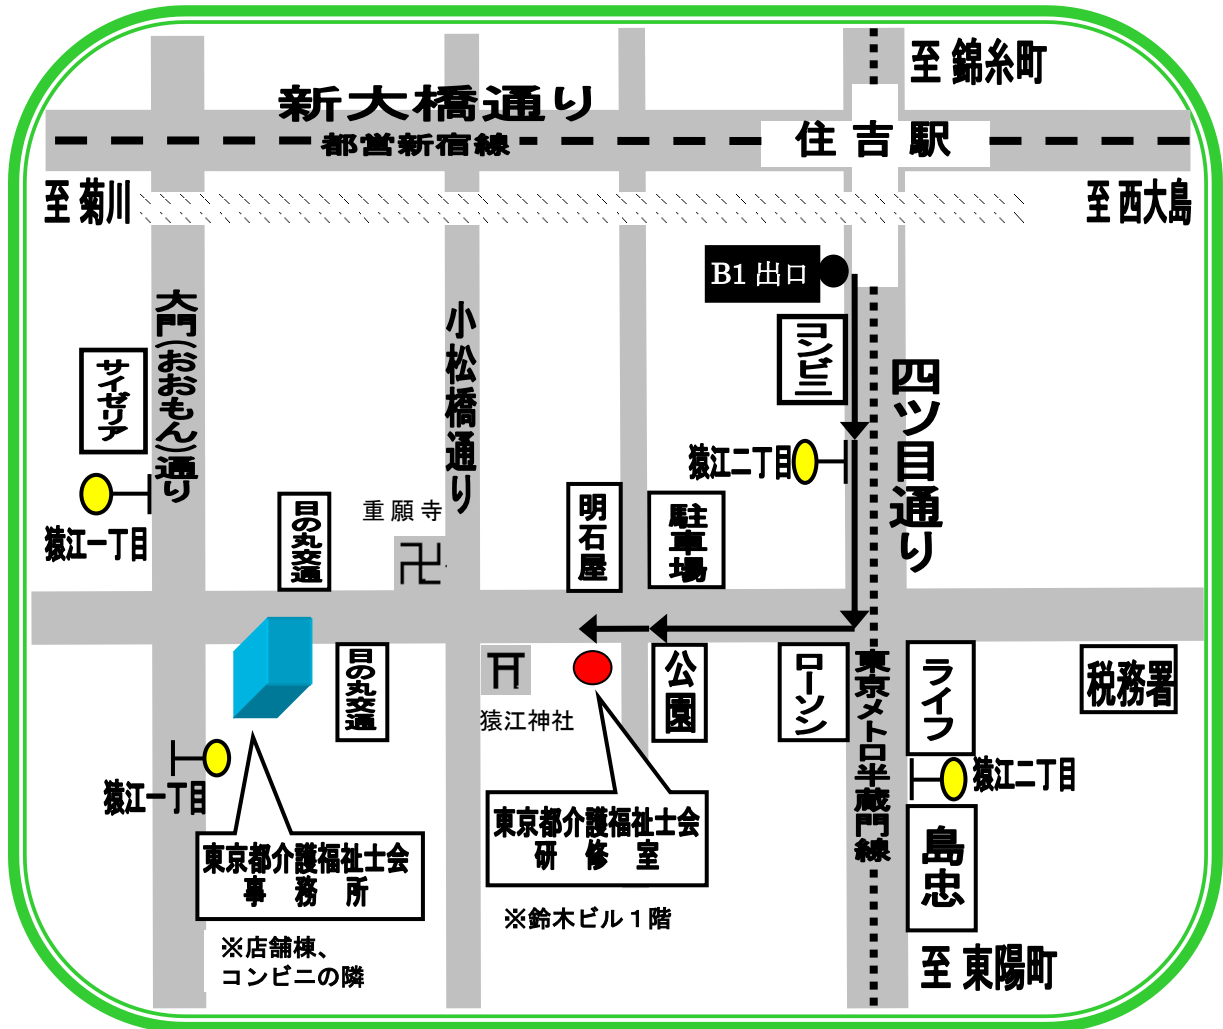 至 錦糸町
新大橋通り
都営新宿線
住吉駅
至 菊川
至 西大島
B1 出口
コンビニ
大門(おおもん)通り
小松橋通り
四ツ目通り
サイゼリア
猿江二丁目
猿江一丁目
日の丸交通
重願寺
卍
明石屋
駐車場
日の丸交通
猿江神社
公園
ローソン
東京メトロ半蔵門線
ライフ
税務署
猿江一丁目
猿江二丁目
東京都介護福祉士会
研修室
※鈴木ビル1階
東京都介護福祉士会
事務所
※店舗棟、
コンビニの隣
島忠
至 東陽町